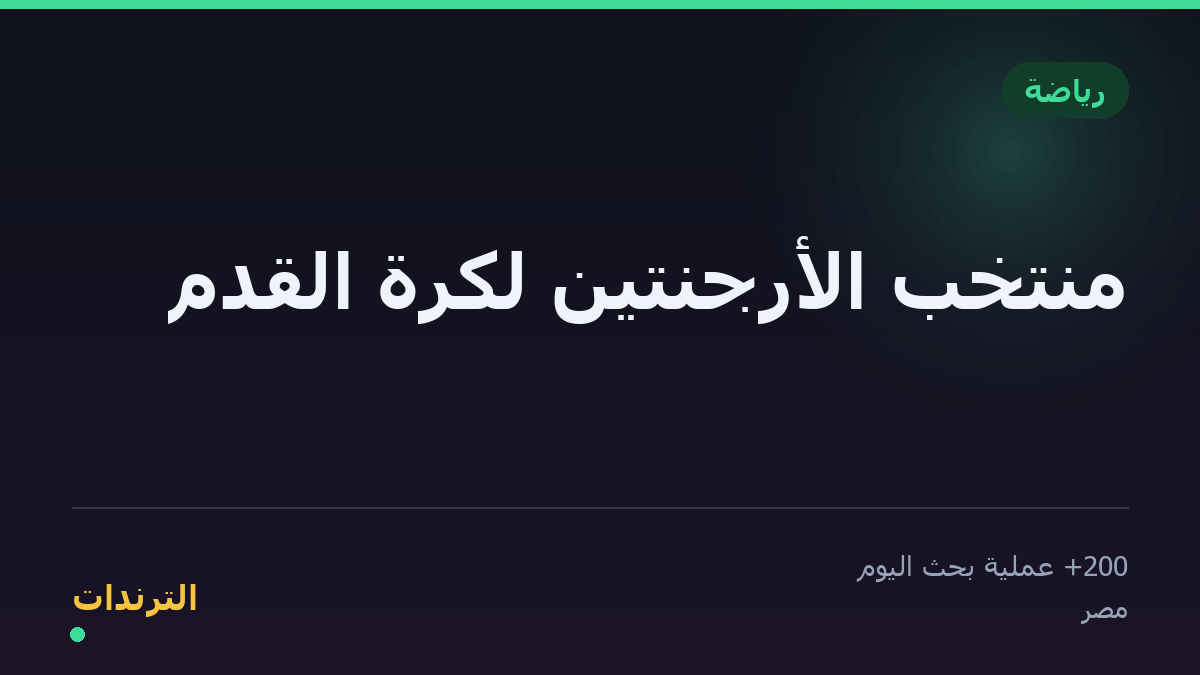 رياضة
منتخب الأرجنتين لكرة القدم
200+ عملية بحث اليوم
مصر
الترندات